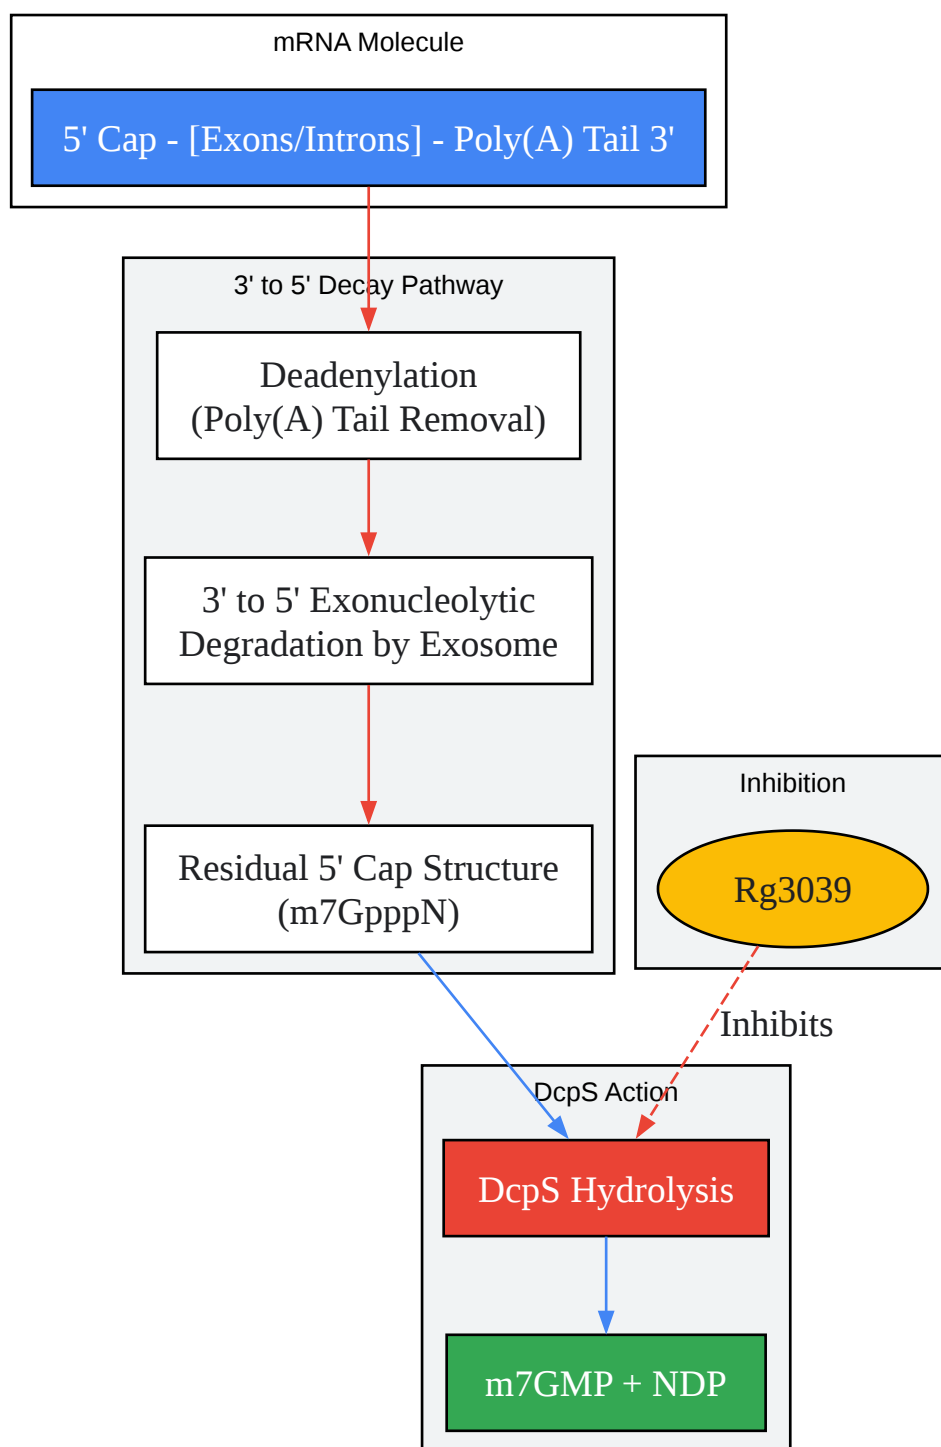 mRNA Molecule
5' Cap - [Exons/Introns] - Poly(A) Tail 3'
3' to 5' Decay Pathway
Deadenylation
(Poly(A) Tail Removal)
3' to 5' Exonucleolytic
Degradation by Exosome
Residual 5' Cap Structure
(m7GpppN)
Inhibition
Rg3039
Inhibits
DcpS Action
DcpS Hydrolysis
m7GMP + NDP